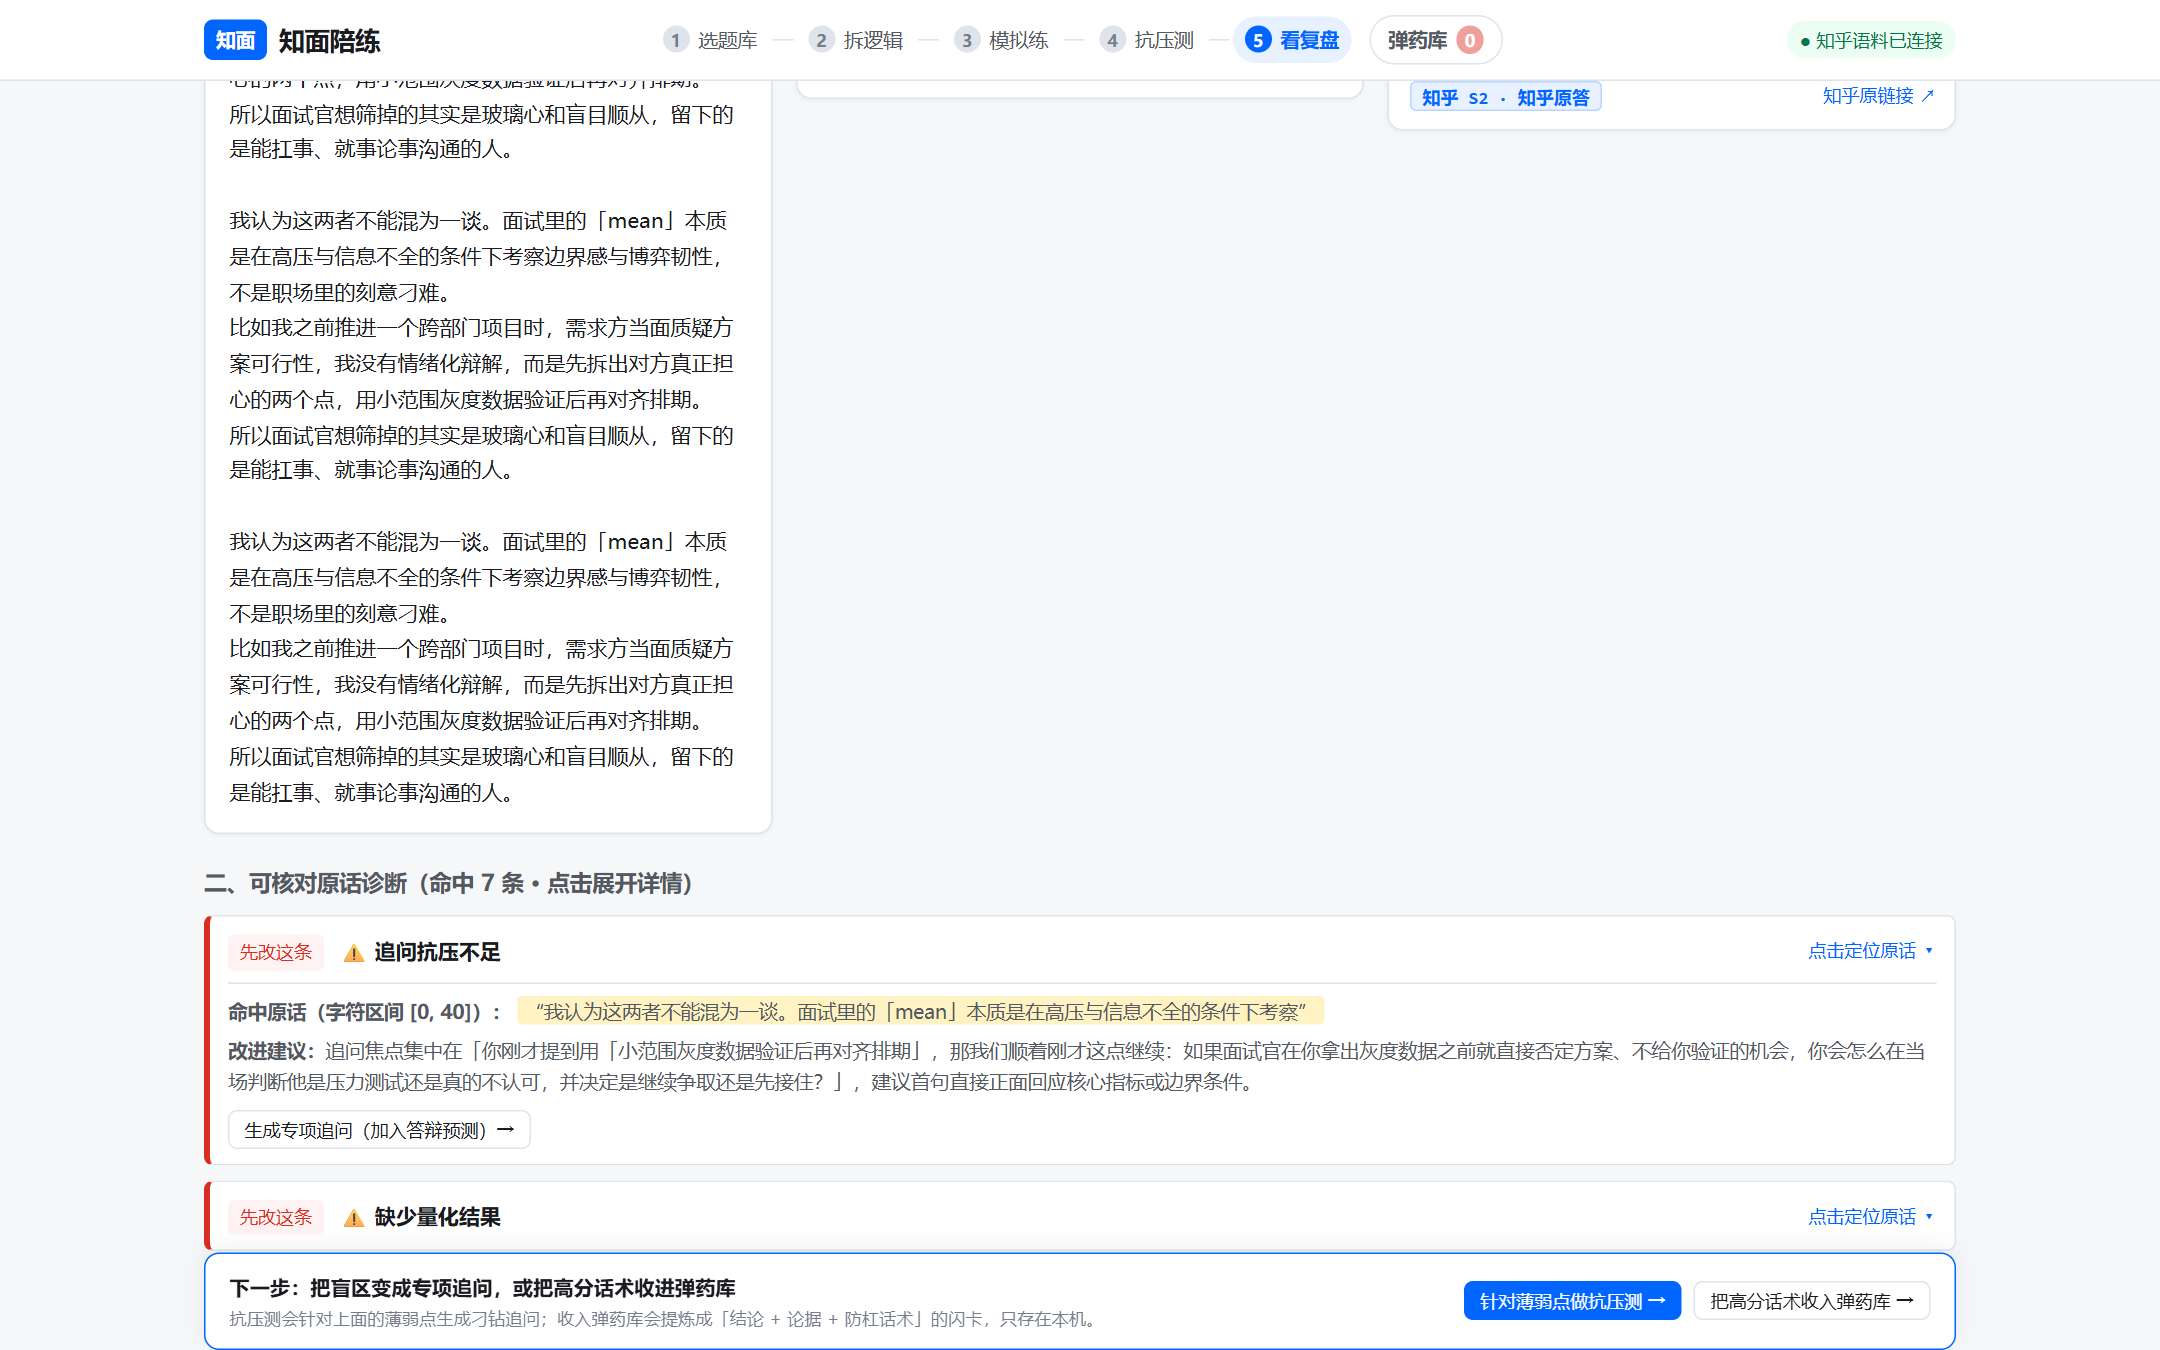 知面 知面陪练 1 选题库 2 拆逻辑 3 模拟练 4 抗压测 5 看复盘 弹药库 0 ● 知乎语料已连接
心的两个点，用小范围灰度数据验证后再对齐排期。
所以面试官想筛掉的其实是玻璃心和盲目顺从，留下的
是能扛事、就事论事沟通的人。
我认为这两者不能混为一谈。面试里的「mean」本质
是在高压与信息不全的条件下考察边界感与博弈韧性，
不是职场里的刻意刁难。
比如我之前推进一个跨部门项目时，需求方当面质疑方
案可行性，我没有情绪化辩解，而是先拆出对方真正担
心的两个点，用小范围灰度数据验证后再对齐排期。
所以面试官想筛掉的其实是玻璃心和盲目顺从，留下的
是能扛事、就事论事沟通的人。
我认为这两者不能混为一谈。面试里的「mean」本质
是在高压与信息不全的条件下考察边界感与博弈韧性，
不是职场里的刻意刁难。
比如我之前推进一个跨部门项目时，需求方当面质疑方
案可行性，我没有情绪化辩解，而是先拆出对方真正担
心的两个点，用小范围灰度数据验证后再对齐排期。
所以面试官想筛掉的其实是玻璃心和盲目顺从，留下的
是能扛事、就事论事沟通的人。
知乎 S2 · 知乎原答 知乎原链接 ↗
二、可核对原话诊断（命中 7 条 • 点击展开详情）
先改这条 ⚠ 追问抗压不足 点击定位原话 ▾
命中原话（字符区间 [0, 40]）： “我认为这两者不能混为一谈。面试里的「mean」本质是在高压与信息不全的条件下考察”
改进建议：追问焦点集中在「你刚才提到用「小范围灰度数据验证后再对齐排期」，那我们顺着刚才这点继续：如果面试官在你拿出灰度数据之前就直接否定方案、不给你验证的机会，你会怎么在当
场判断他是压力测试还是真的不认可，并决定是继续争取还是先接住？」，建议首句直接正面回应核心指标或边界条件。
生成专项追问（加入答辩预测）→
先改这条 ⚠ 缺少量化结果 点击定位原话 ▾
下一步：把盲区变成专项追问，或把高分话术收进弹药库
抗压测会针对上面的薄弱点生成刁钻追问；收入弹药库会提炼成「结论 + 论据 + 防杠话术」的闪卡，只存在本机。
针对薄弱点做抗压测 → 把高分话术收入弹药库 →